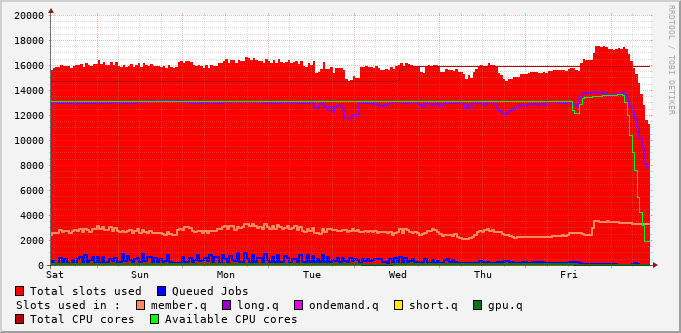 20000
18000
16000
14000
12000
10000
8000
6000
4000
2000
0
Sat Sun Mon Tue Wed Thu Fri
RRDTOOL / TOBI OETIKER
Total slots used Queued Jobs
Slots used in : member.q long.q ondemand.q short.q gpu.q
Total CPU cores Available CPU cores